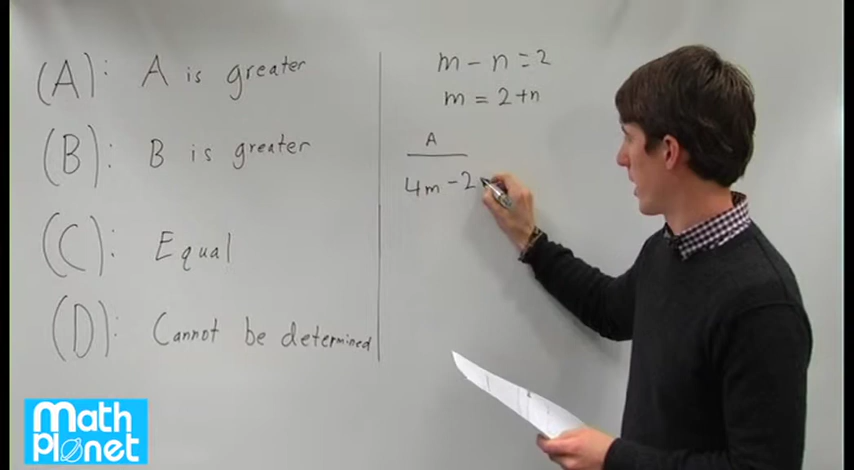 (A): A is greater
(B): B is greater
(C): Equal
(D): Cannot be determined
m - n = 2
m = 2+n
A
4m - 2
Math
Planet